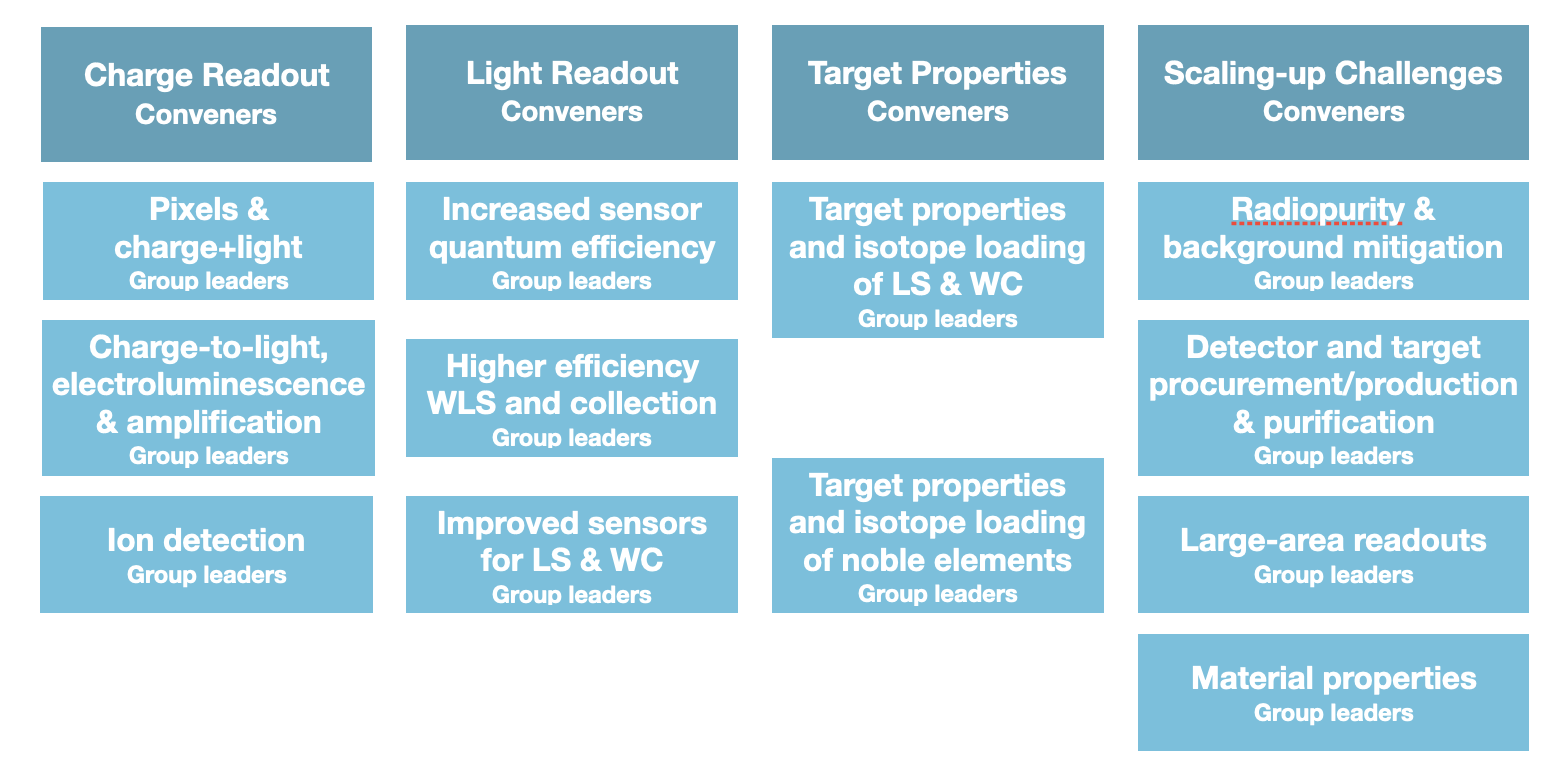 Charge Readout
Conveners
Pixels &
charge+light
Group leaders
Charge-to-light,
electroluminescence
& amplification
Group leaders
Ion detection
Group leaders
Light Readout
Conveners
Increased sensor
quantum efficiency
Group leaders
Higher efficiency
WLS and collection
Group leaders
Improved sensors
for LS & WC
Group leaders
Target Properties
Conveners
Target properties
and isotope loading
of LS & WC
Group leaders
Target properties
and isotope loading
of noble elements
Group leaders
Scaling-up Challenges
Conveners
Radiopurity &
background mitigation
Group leaders
Detector and target
procurement/production
& purification
Group leaders
Large-area readouts
Group leaders
Material properties
Group leaders